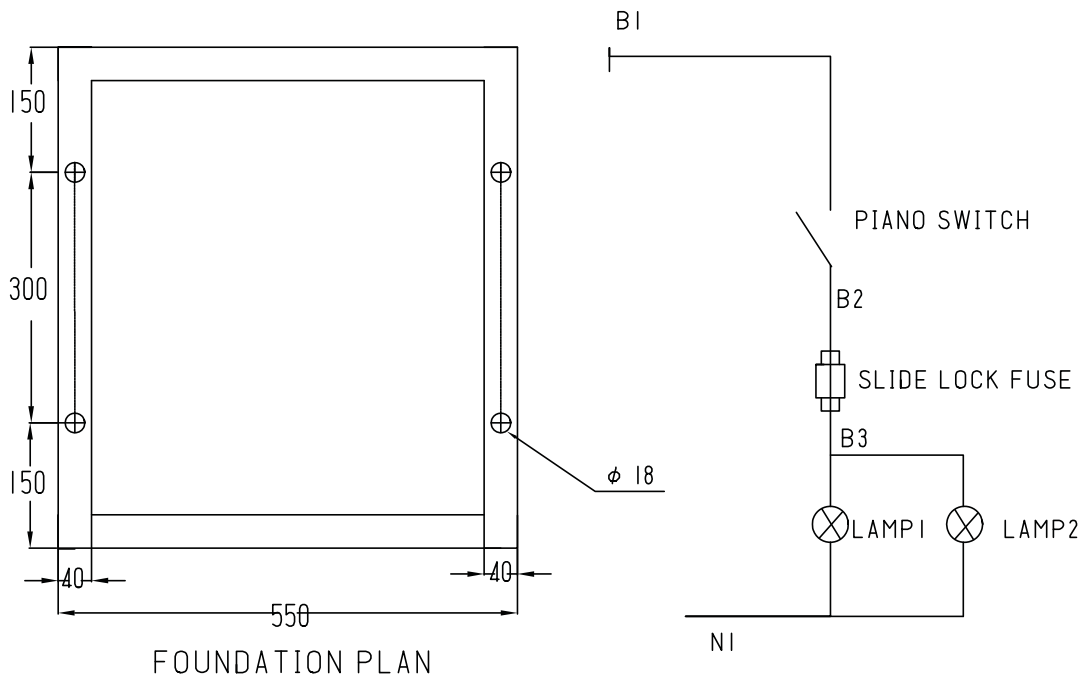 B1
150
PIANO SWITCH
300
B2
SLIDE LOCK FUSE
B3
150
ϕ 18
LAMP1
LAMP2
40
40
550
N1
FOUNDATION PLAN